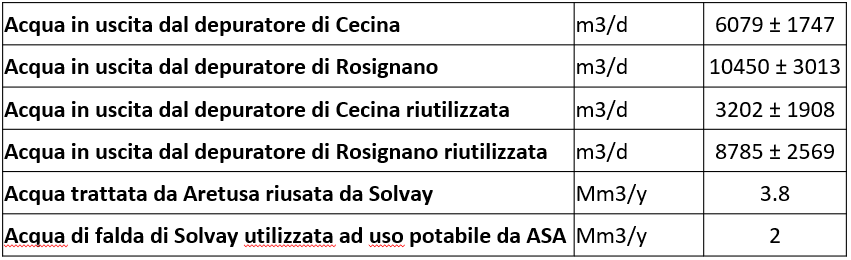 Acqua in uscita dal depuratore di Cecina m3/d 6079 ± 1747
Acqua in uscita dal depuratore di Rosignano m3/d 10450 ± 3013
Acqua in uscita dal depuratore di Cecina riutilizzata m3/d 3202 ± 1908
Acqua in uscita dal depuratore di Rosignano riutilizzata m3/d 8785 ± 2569
Acqua trattata da Aretusa riusata da Solvay Mm3/y 3.8
Acqua di falda di Solvay utilizzata ad uso potabile da ASA Mm3/y 2